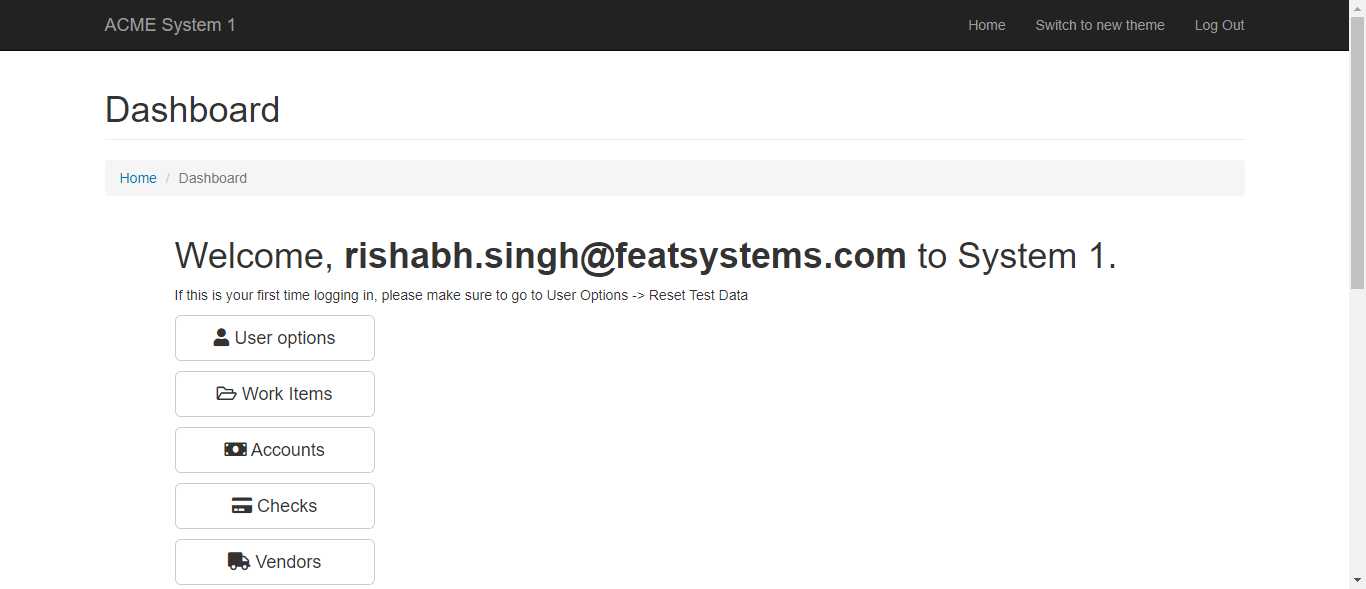 ACME System 1 Home Switch to new theme Log Out
Dashboard
Home / Dashboard
Welcome, rishabh.singh@featsystems.com to System 1.
If this is your first time logging in, please make sure to go to User Options -> Reset Test Data
User options
Work Items
Accounts
Checks
Vendors